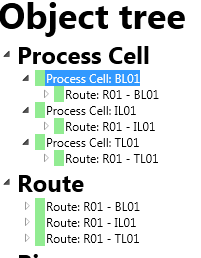 Object tree
Process Cell
Process Cell: BL01
Route: R01 - BL01
Process Cell: IL01
Route: R01 - IL01
Process Cell: TL01
Route: R01 - TL01
Route
Route: R01 - BL01
Route: R01 - IL01
Route: R01 - TL01